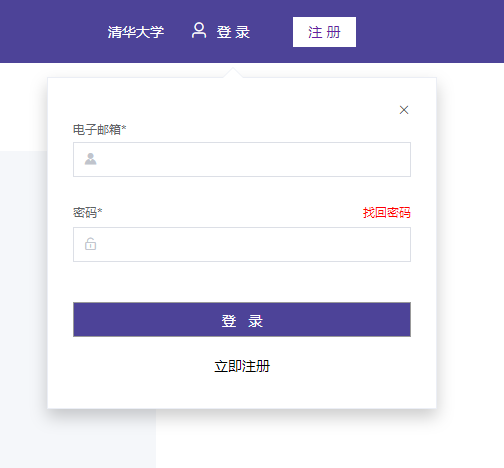 清华大学 登 录 注 册
×
电子邮箱*
密码* 找回密码
登 录
立即注册